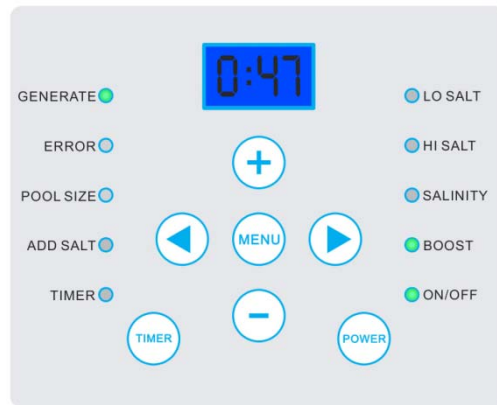 0:47
GENERATE
LO SALT
ERROR
HI SALT
+
POOL SIZE
SALINITY
ADD SALT
MENU
BOOST
TIMER
ON/OFF
−
TIMER
POWER